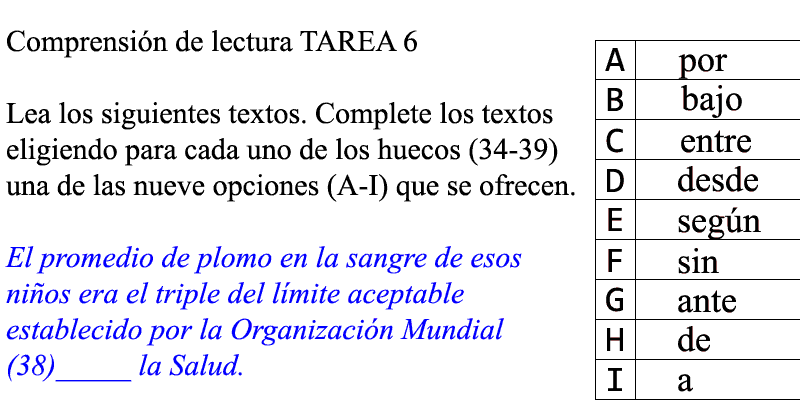 Comprensión de lectura TAREA 6
Lea los siguientes textos. Complete los textos
eligiendo para cada uno de los huecos (34-39)
una de las nueve opciones (A-I) que se ofrecen.
El promedio de plomo en la sangre de esos
niños era el triple del límite aceptable
establecido por la Organización Mundial
(38)_____ la Salud.
A por
B bajo
C entre
D desde
E según
F sin
G ante
H de
I a